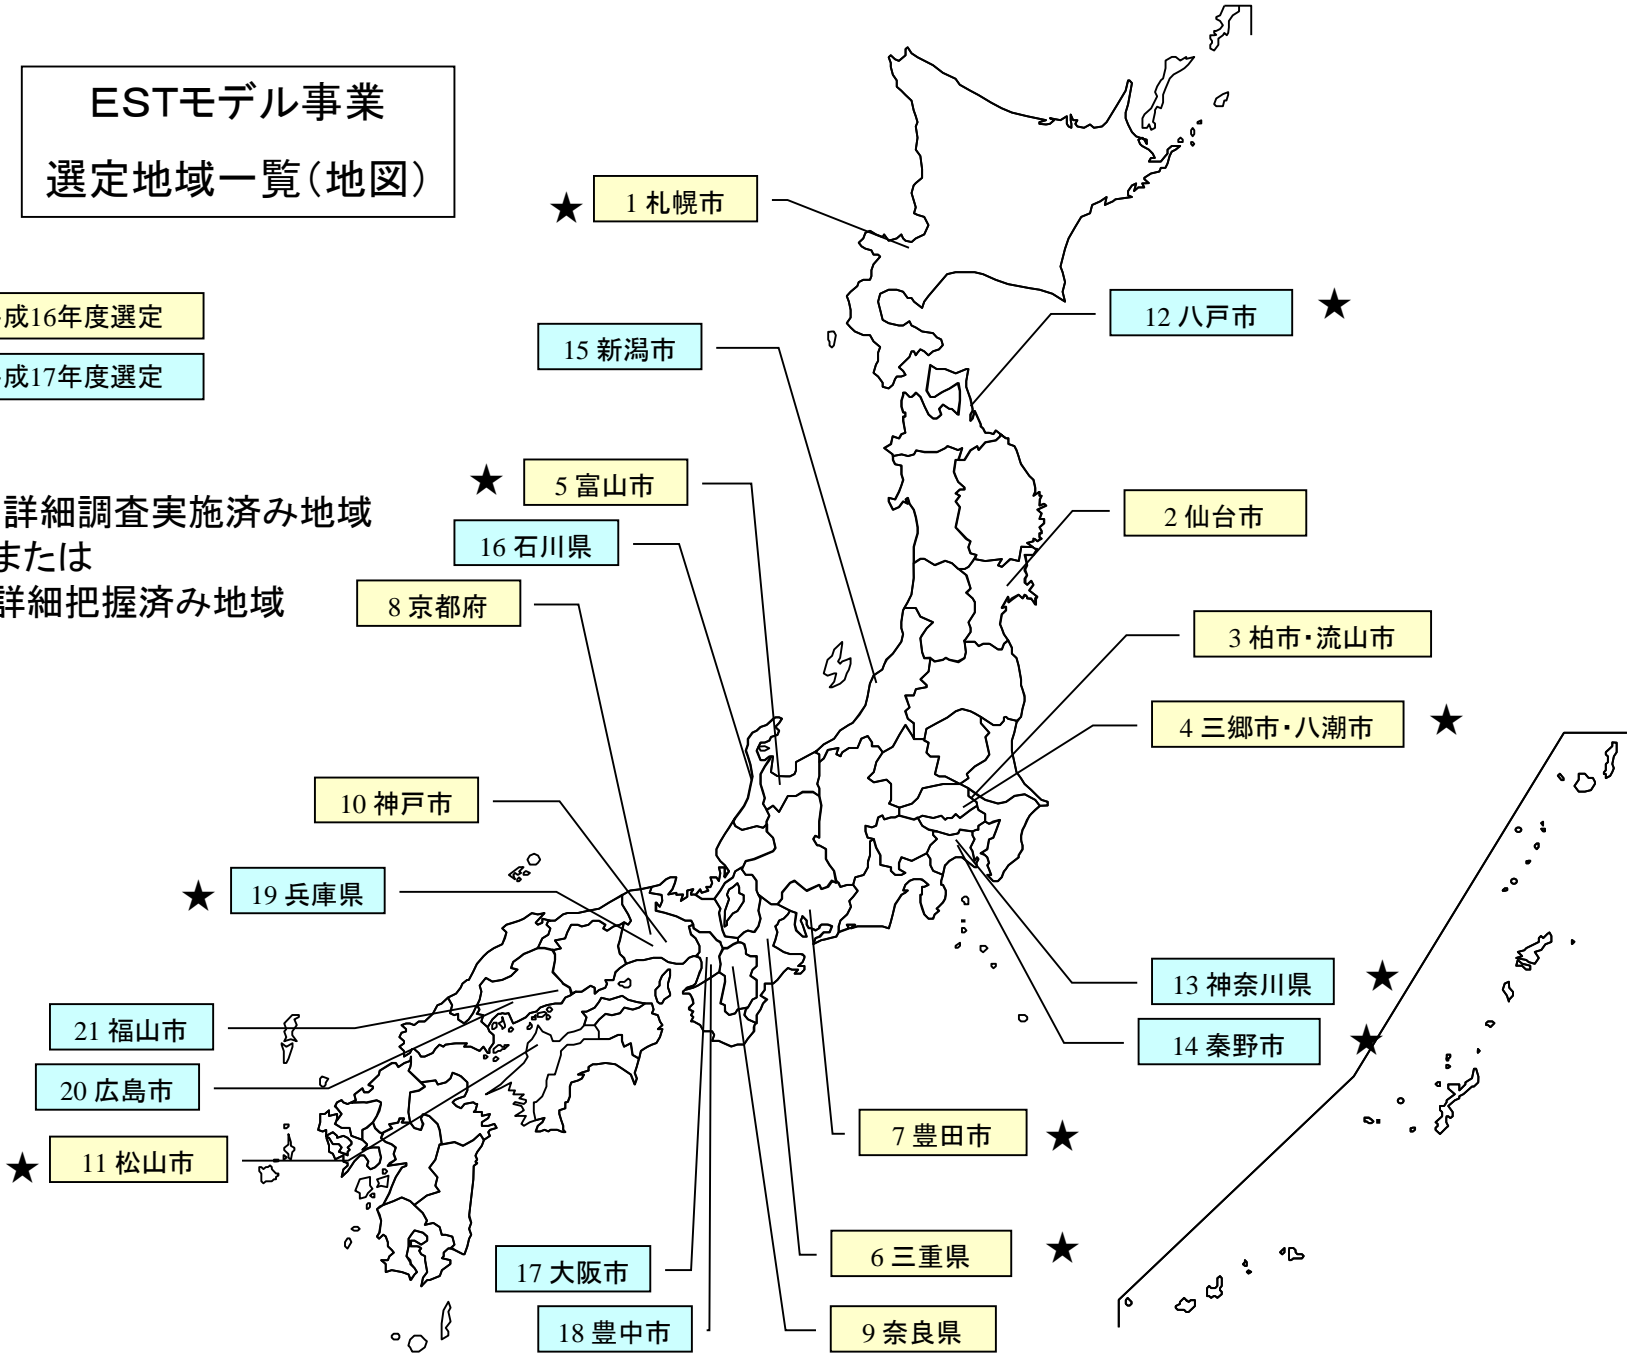 ESTモデル事業
選定地域一覧（地図）
成16年度選定
成17年度選定
詳細調査実施済み地域
または
詳細把握済み地域
★ 1 札幌市
12 八戸市 ★
15 新潟市
★ 5 富山市
2 仙台市
16 石川県
8 京都府
3 柏市・流山市
4 三郷市・八潮市 ★
10 神戸市
★ 19 兵庫県
13 神奈川県 ★
21 福山市
14 秦野市 ★
20 広島市
7 豊田市 ★
★ 11 松山市
6 三重県 ★
17 大阪市
18 豊中市
9 奈良県